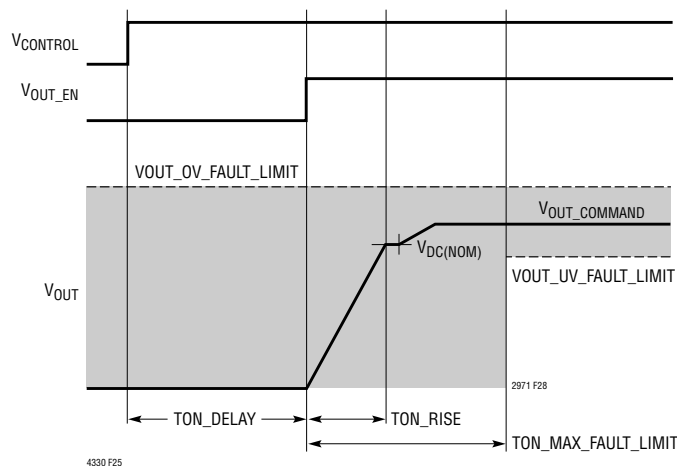 VCONTROL
VOUT_EN
VOUT_OV_FAULT_LIMIT
VOUT_COMMAND
VDC(NOM)
VOUT_UV_FAULT_LIMIT
VOUT
2971 F28
TON_DELAY
TON_RISE
TON_MAX_FAULT_LIMIT
4330 F25